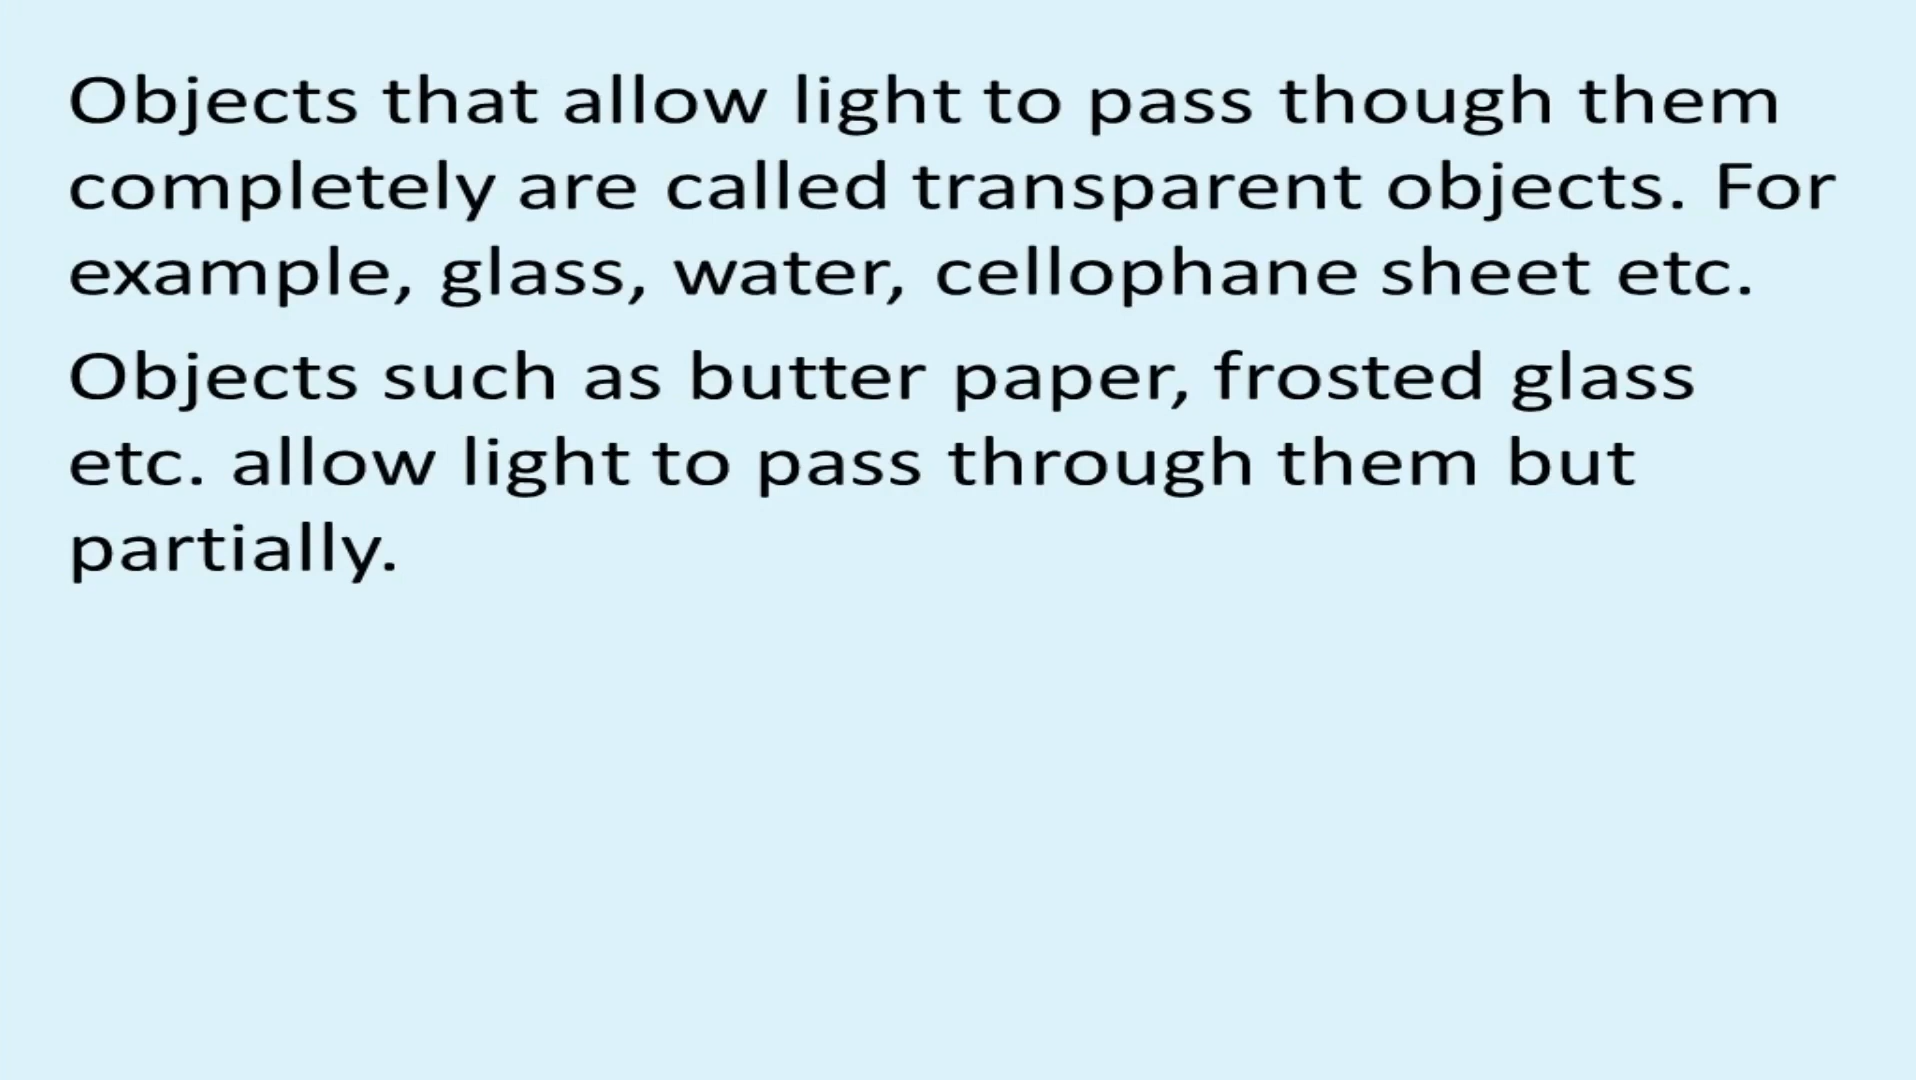 Objects that allow light to pass though them
completely are called transparent objects. For
example, glass, water, cellophane sheet etc.
Objects such as butter paper, frosted glass
etc. allow light to pass through them but
partially.